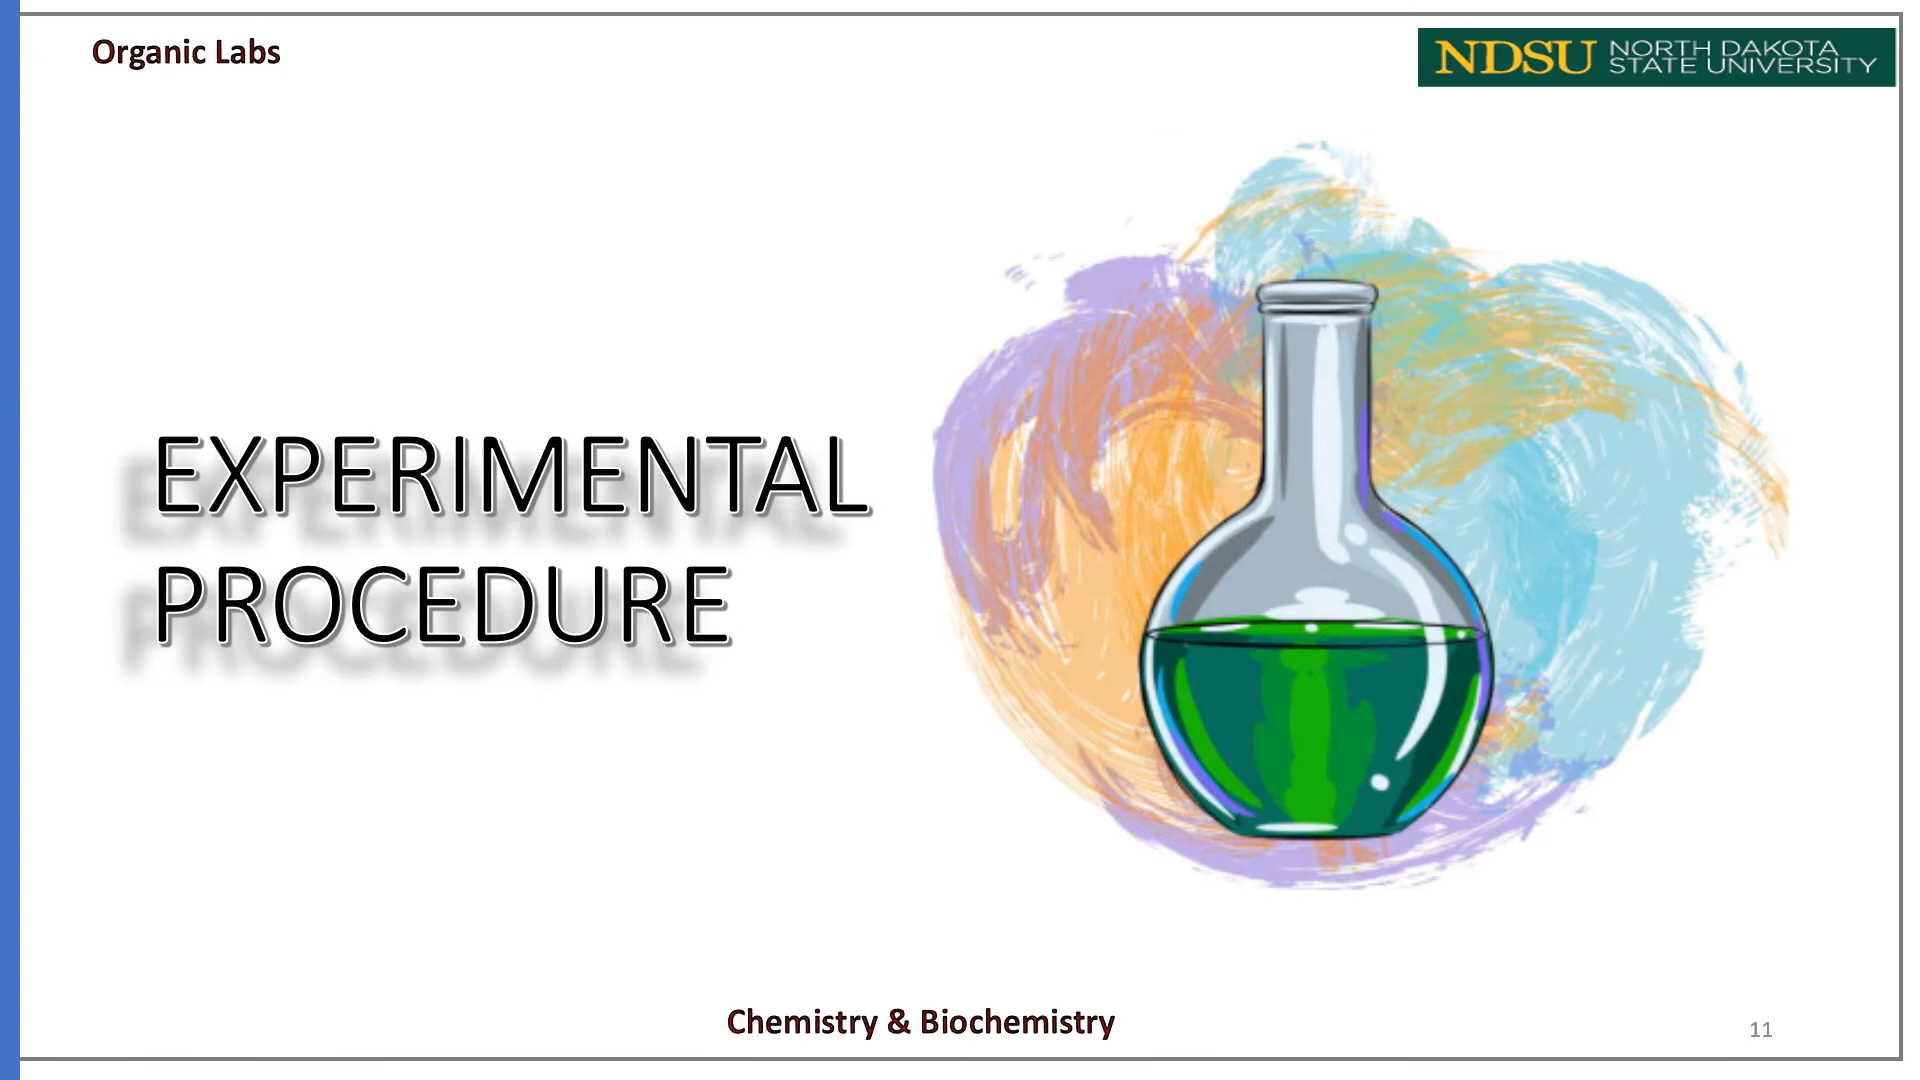 Organic Labs
NDSU NORTH DAKOTA
STATE UNIVERSITY
EXPERIMENTAL
PROCEDURE
Chemistry & Biochemistry
11